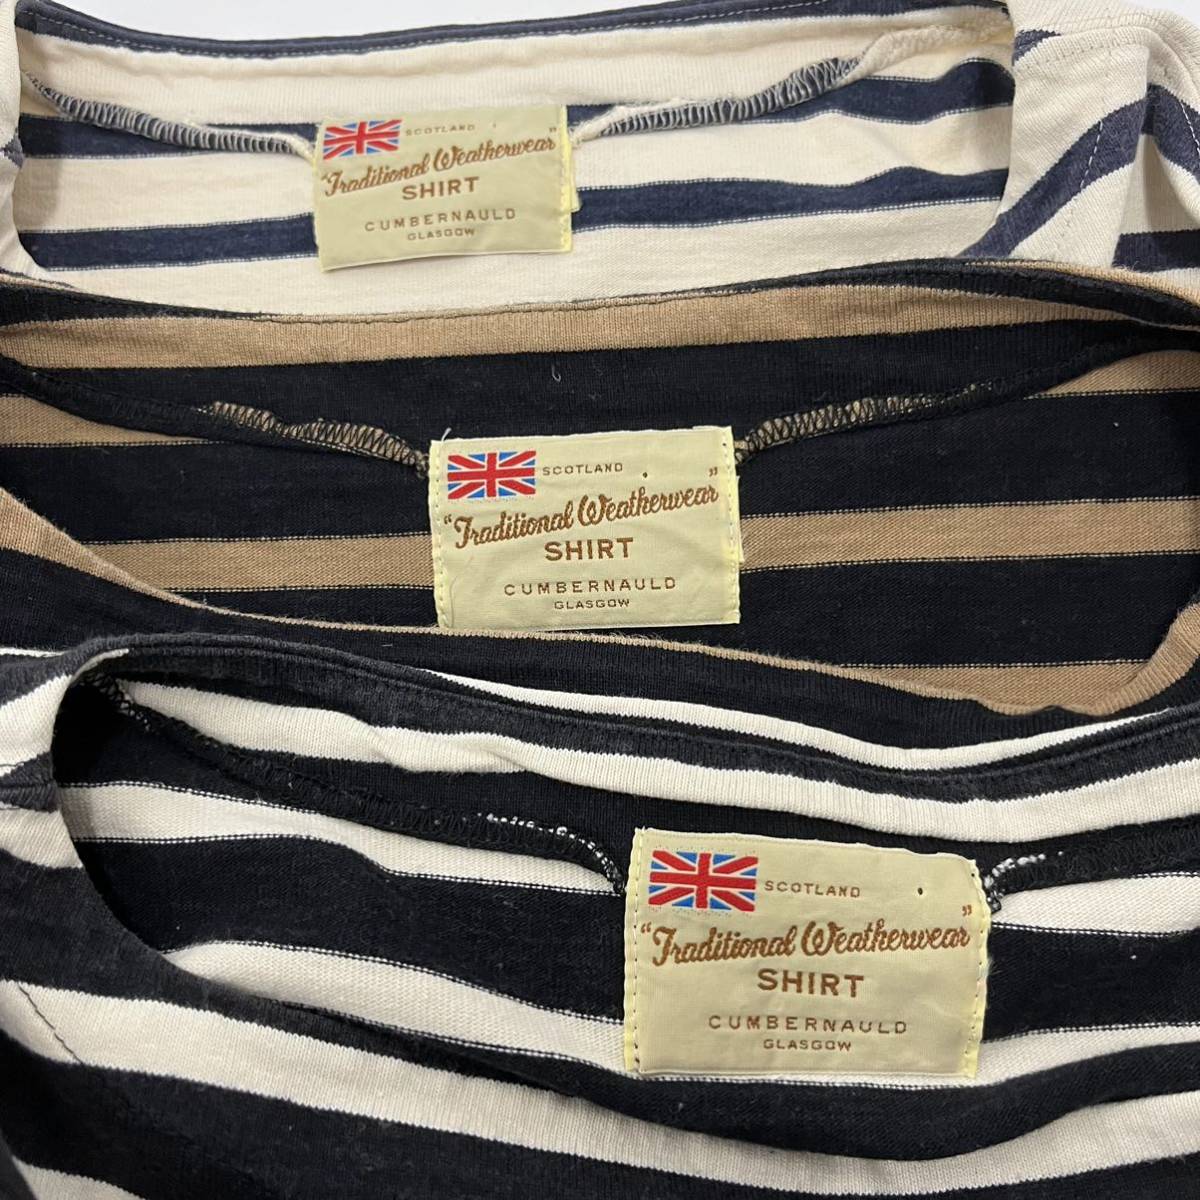 SCOTLAND
"Traditional Weatherwear"
SHIRT
CUMBERNAULD
GLASGOW
SCOTLAND
"Traditional Weatherwear"
SHIRT
CUMBERNAULD
GLASGOW
SCOTLAND
"Traditional Weatherwear"
SHIRT
CUMBERNAULD
GLASGOW